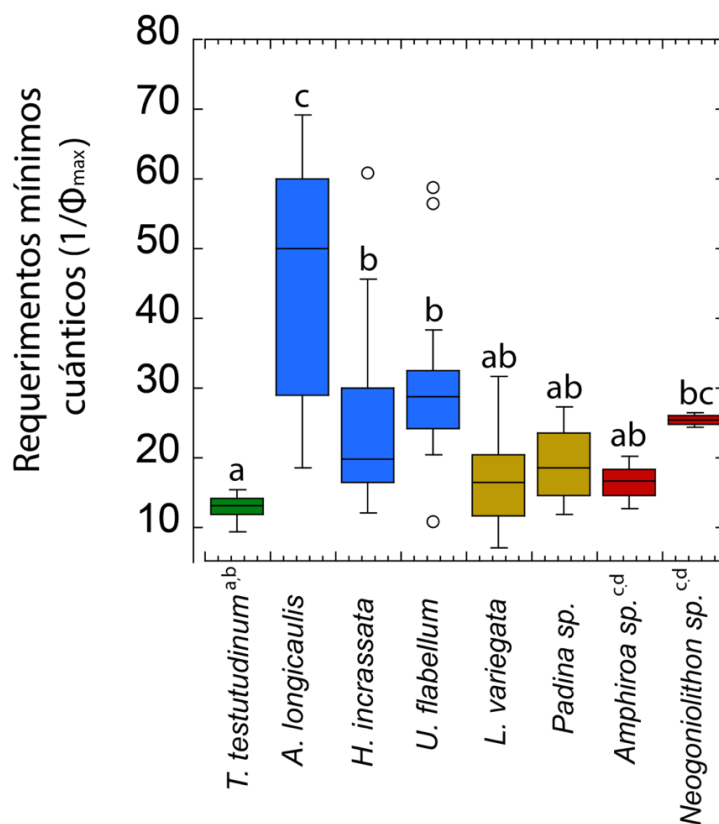 Requerimentos mínimos
cuánticos (1/Φmax)
80
70
60
50
40
30
20
10
a
c
b
b
ab
ab
ab
bc
T. testutudinum a,b
A. longicaulis
H. incrassata
U. flabellum
L. variegata
Padina sp.
Amphiroa sp. c,d
Neogoniolithon sp. c,d